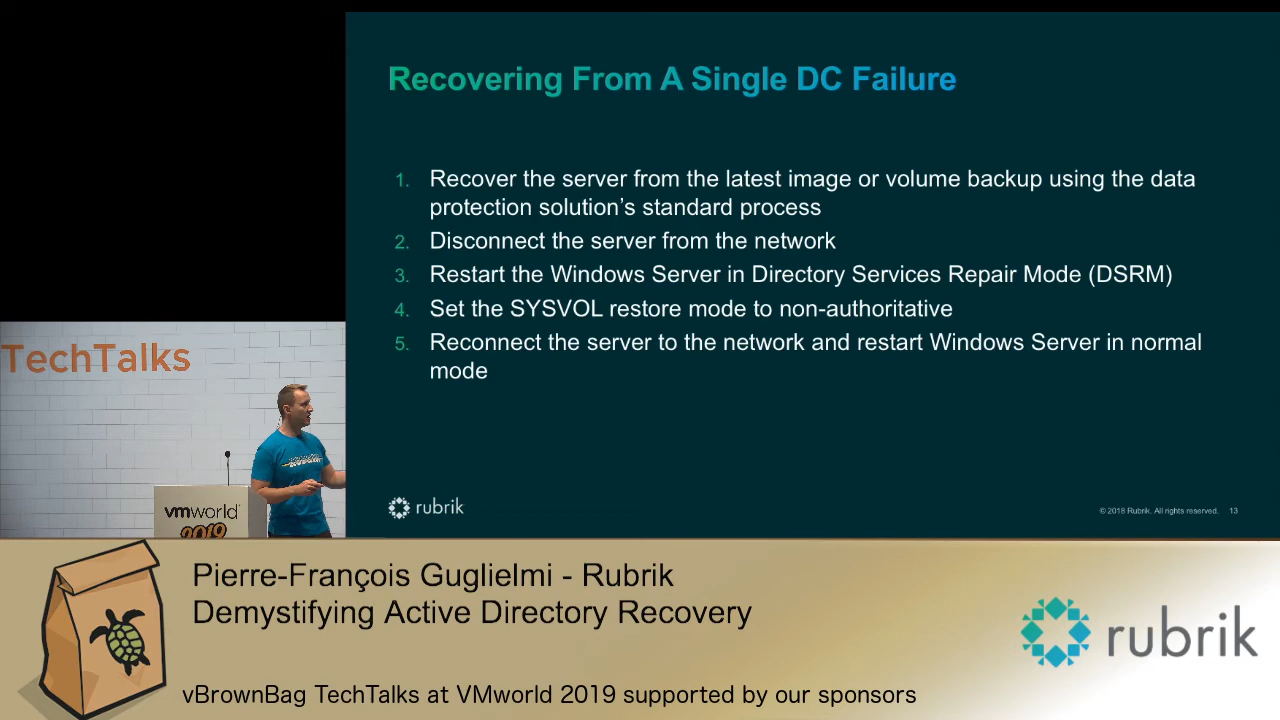 Recovering From A Single DC Failure
1. Recover the server from the latest image or volume backup using the data
protection solution’s standard process
2. Disconnect the server from the network
3. Restart the Windows Server in Directory Services Repair Mode (DSRM)
4. Set the SYSVOL restore mode to non-authoritative
5. Reconnect the server to the network and restart Windows Server in normal
mode
rubrik
© 2018 Rubrik. All rights reserved. 13
TechTalks
vmworld
2019
Pierre-François Guglielmi - Rubrik
Demystifying Active Directory Recovery
rubrik
vBrownBag TechTalks at VMworld 2019 supported by our sponsors